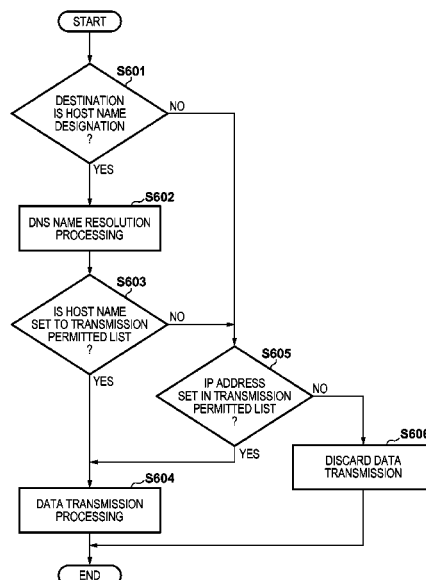 START
S601
DESTINATION
IS HOST NAME
DESIGNATION
?
NO
YES
S602
DNS NAME RESOLUTION
PROCESSING
S603
IS HOST NAME
SET TO TRANSMISSION
PERMITTED LIST
?
NO
YES
S605
IP ADDRESS
SET IN TRANSMISSION
PERMITTED LIST
?
NO
YES
S606
DISCARD DATA
TRANSMISSION
S604
DATA TRANSMISSION
PROCESSING
END